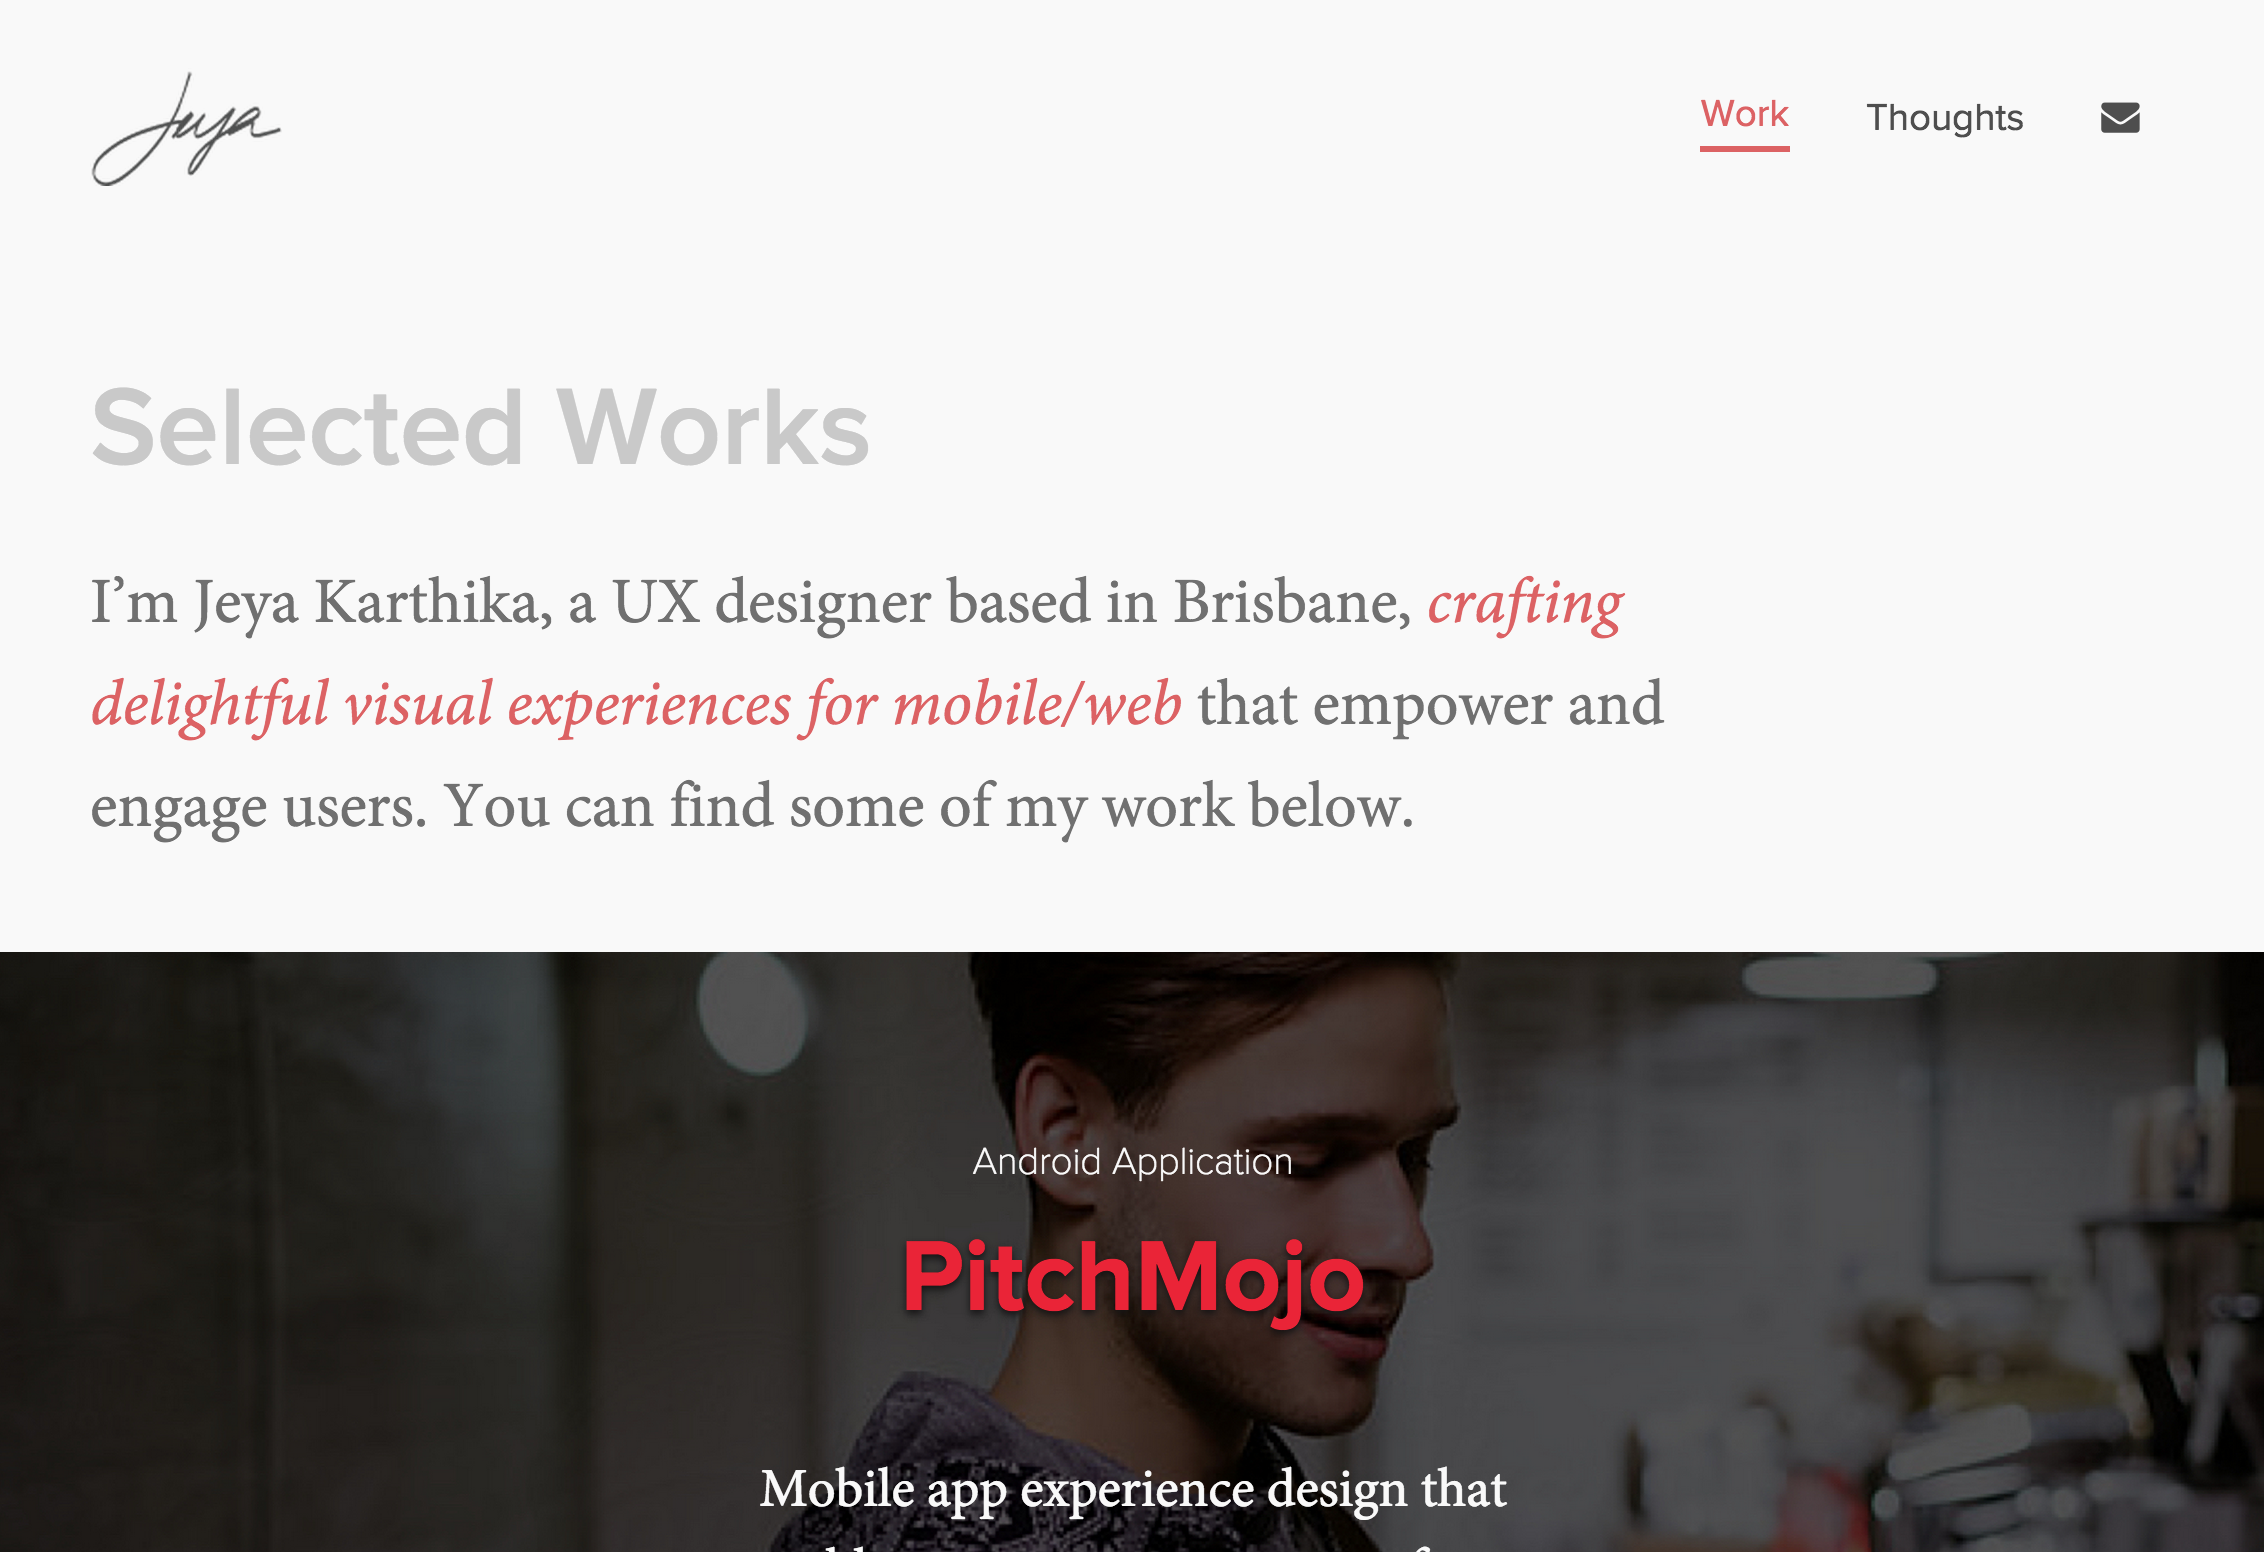 Jeya
Work
Thoughts
Selected Works
I’m Jeya Karthika, a UX designer based in Brisbane, crafting
delightful visual experiences for mobile/web that empower and
engage users. You can find some of my work below.
Android Application
PitchMojo
Mobile app experience design that